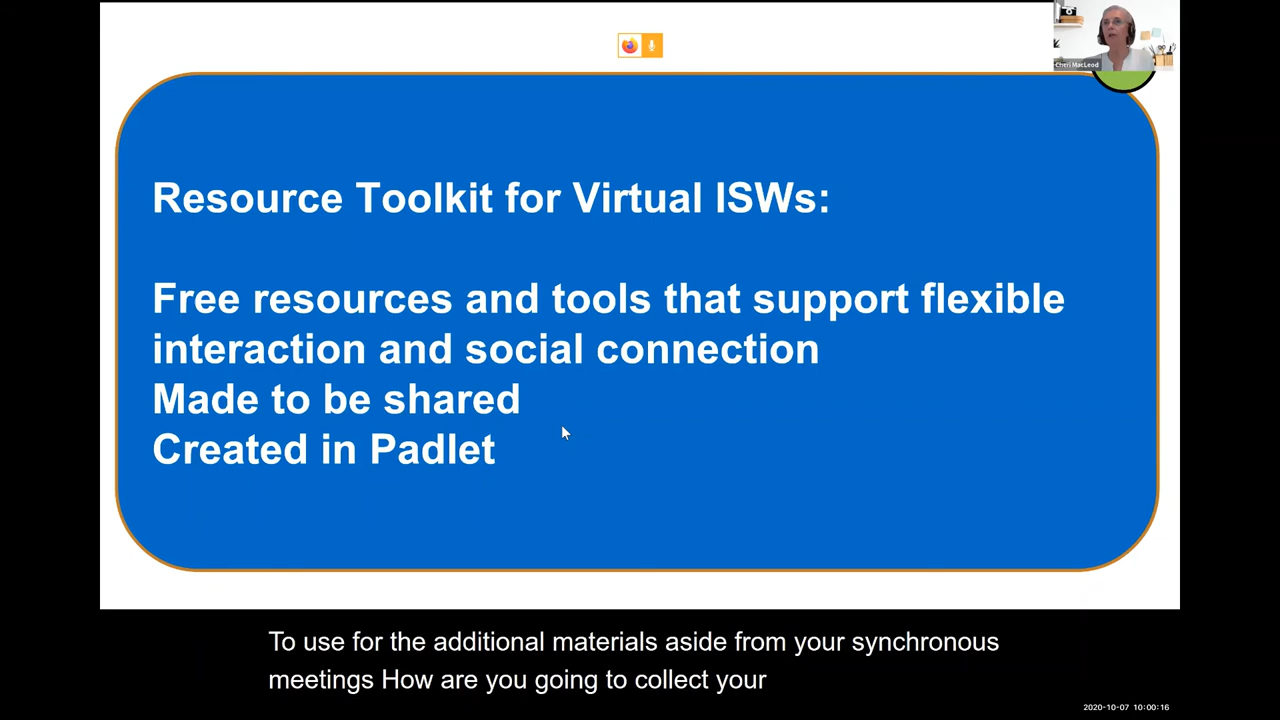 Cheri MacLeod
Resource Toolkit for Virtual ISWs:
Free resources and tools that support flexible
interaction and social connection
Made to be shared
Created in Padlet
To use for the additional materials aside from your synchronous
meetings How are you going to collect your
2020-10-07 10:00:16